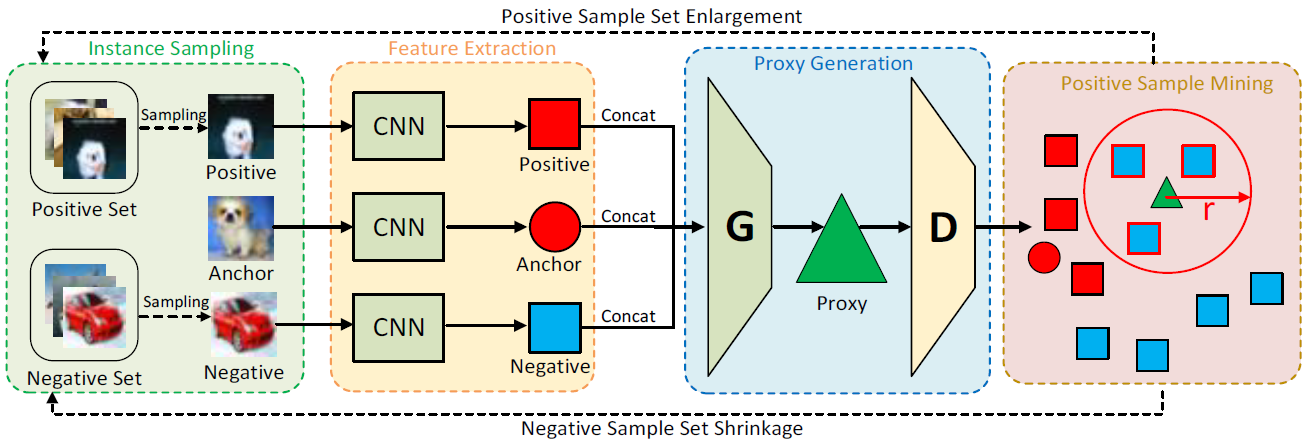 Positive Sample Set Enlargement
Instance Sampling
Feature Extraction
Proxy Generation
Positive Sample Mining
Sampling
Positive
Positive Set
Anchor
Sampling
Negative
Negative Set
CNN
CNN
CNN
Positive
Anchor
Negative
Concat
Concat
Concat
G
Proxy
D
r
Negative Sample Set Shrinkage